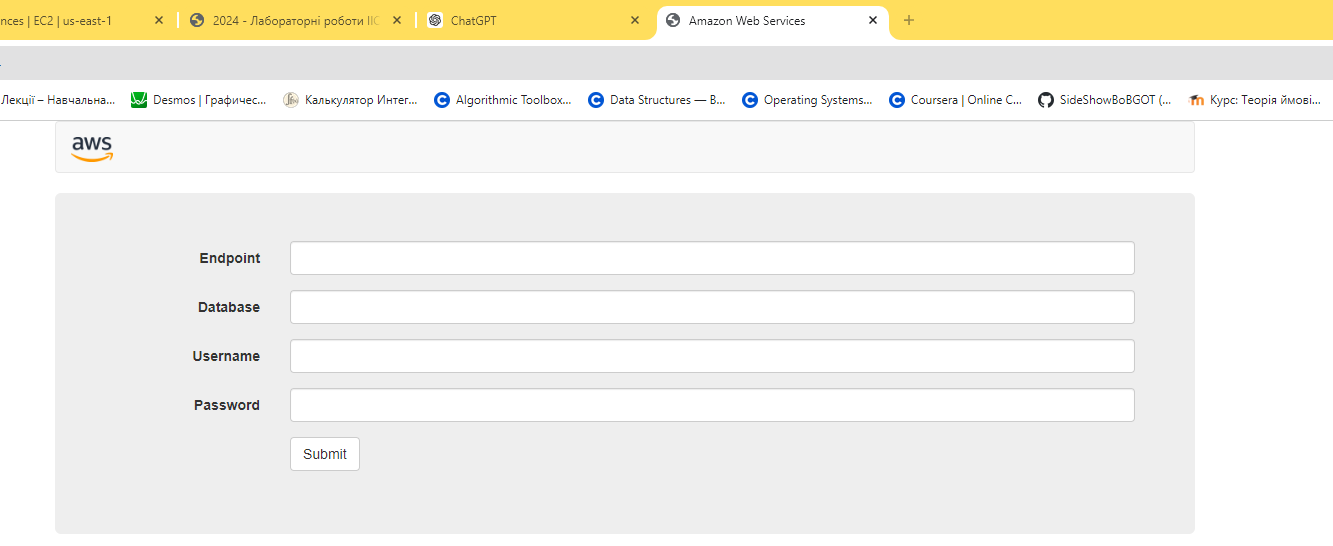 nces | EC2 | us-east-1
2024 - Лабораторні роботи ІІС
ChatGPT
Amazon Web Services
Лекції – Навчальна...
Desmos | Графичес...
Калькулятор Интег...
Algorithmic Toolbox...
Data Structures — В...
Operating Systems...
Coursera | Online C...
SideShowBoBGOT (...
Курс: Теорія ймові...
aws
Endpoint
Database
Username
Password
Submit